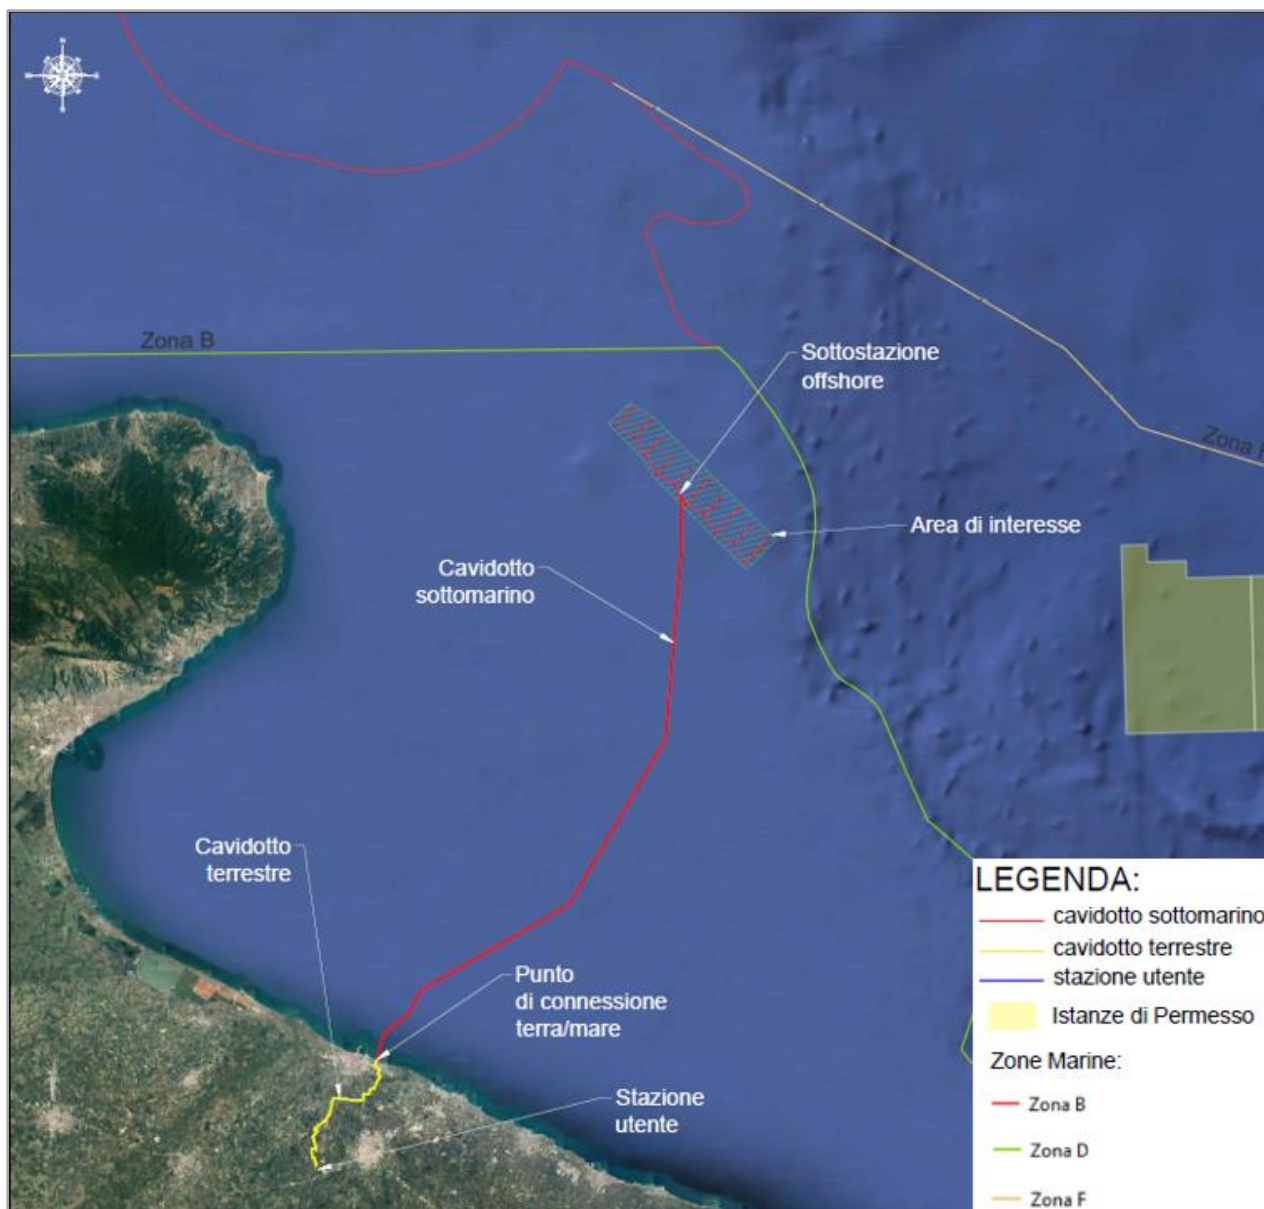 Zona B
Sottostazione
offshore
Zona F
Area di interesse
Cavidotto
sottomarino
Cavidotto
terrestre
Punto
di connessione
terra/mare
Stazione
utente
LEGENDA:
cavidotto sottomarino
cavidotto terrestre
stazione utente
Istanze di Permesso
Zone Marine:
Zona B
Zona D
Zona F